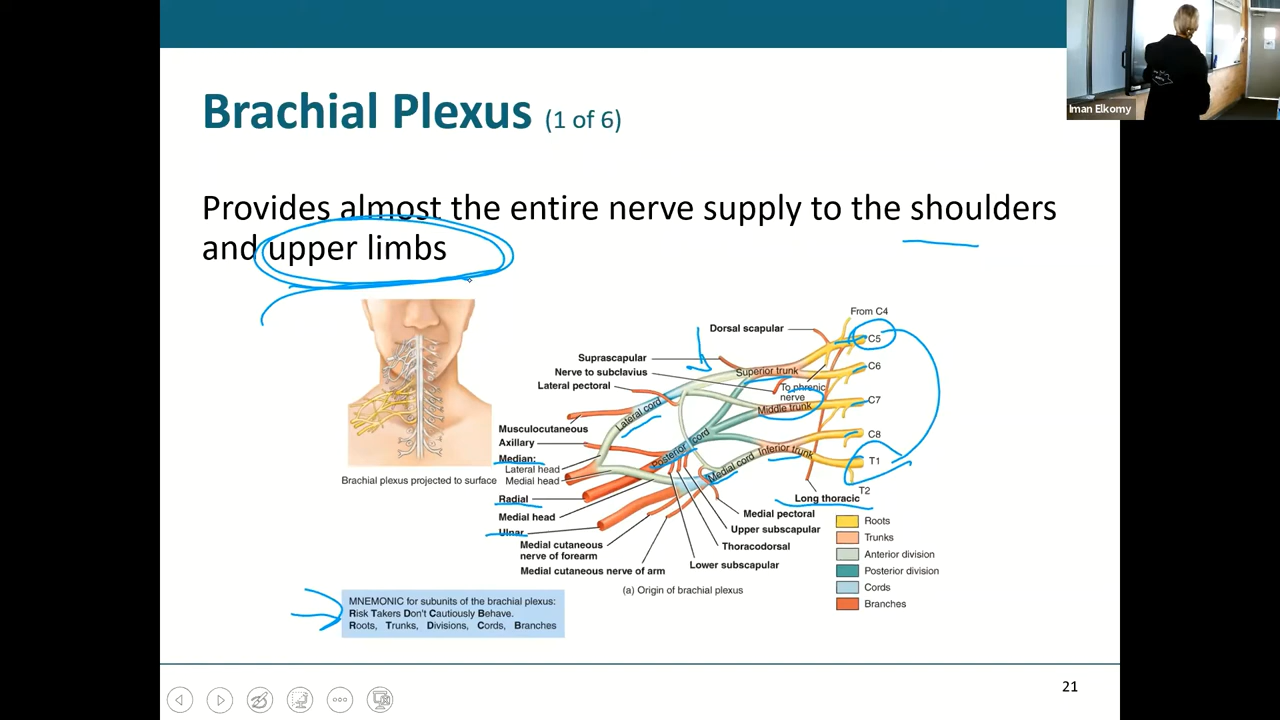 Iman Elkomy
Brachial Plexus (1 of 6)
Provides almost the entire nerve supply to the shoulders
and upper limbs
Brachial plexus projected to surface
From C4
Dorsal scapular
C5
Suprascapular
Superior trunk
C6
Nerve to subclavius
Lateral pectoral
To phrenic
nerve
C7
Middle trunk
Lateral cord
Musculocutaneous
C8
Axillary
Posterior cord
Inferior trunk
Median:
T1
Lateral head
Medial cord
Medial head
T2
Radial
Long thoracic
Medial head
Medial pectoral
Ulnar
Upper subscapular
Medial cutaneous
nerve of forearm
Thoracodorsal
Lower subscapular
Medial cutaneous nerve of arm
Roots
Trunks
Anterior division
Posterior division
Cords
Branches
(a) Origin of brachial plexus
MNEMONIC for subunits of the brachial plexus:
Risk Takers Don't Cautiously Behave.
Roots, Trunks, Divisions, Cords, Branches
21